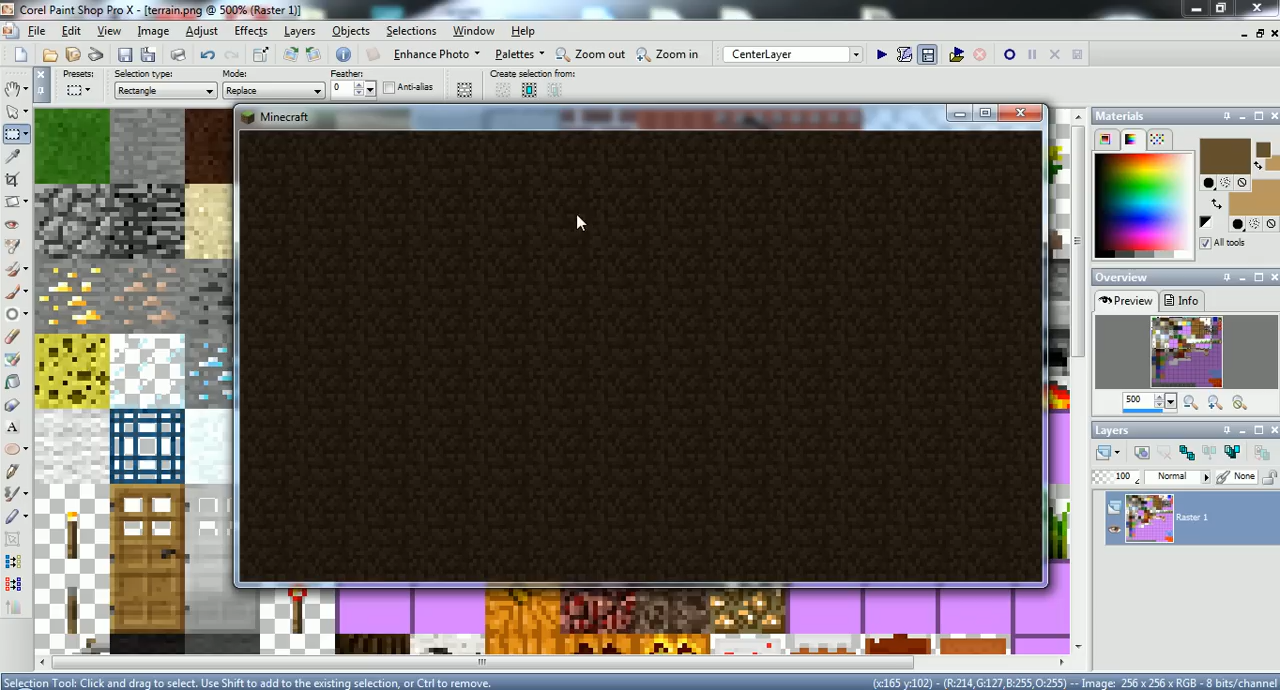 Corel Paint Shop Pro X - [terrain.png @ 500% (Raster 1)]
File Edit View Image Adjust Effects Layers Objects Selections Window Help
Enhance Photo Palettes Zoom out Zoom in CenterLayer
Presets: Selection type: Mode: Feather: Create selection from:
Rectangle Replace 0 Anti-alias
Minecraft
Materials
All tools
Overview
Preview Info
500
Layers
100 Normal None
Raster 1
Selection Tool: Click and drag to select. Use Shift to add to the existing selection, or Ctrl to remove.
(x:165 y:102) - (R:214,G:127,B:255,O:255) -- Image: 256 x 256 x RGB - 8 bits/channel